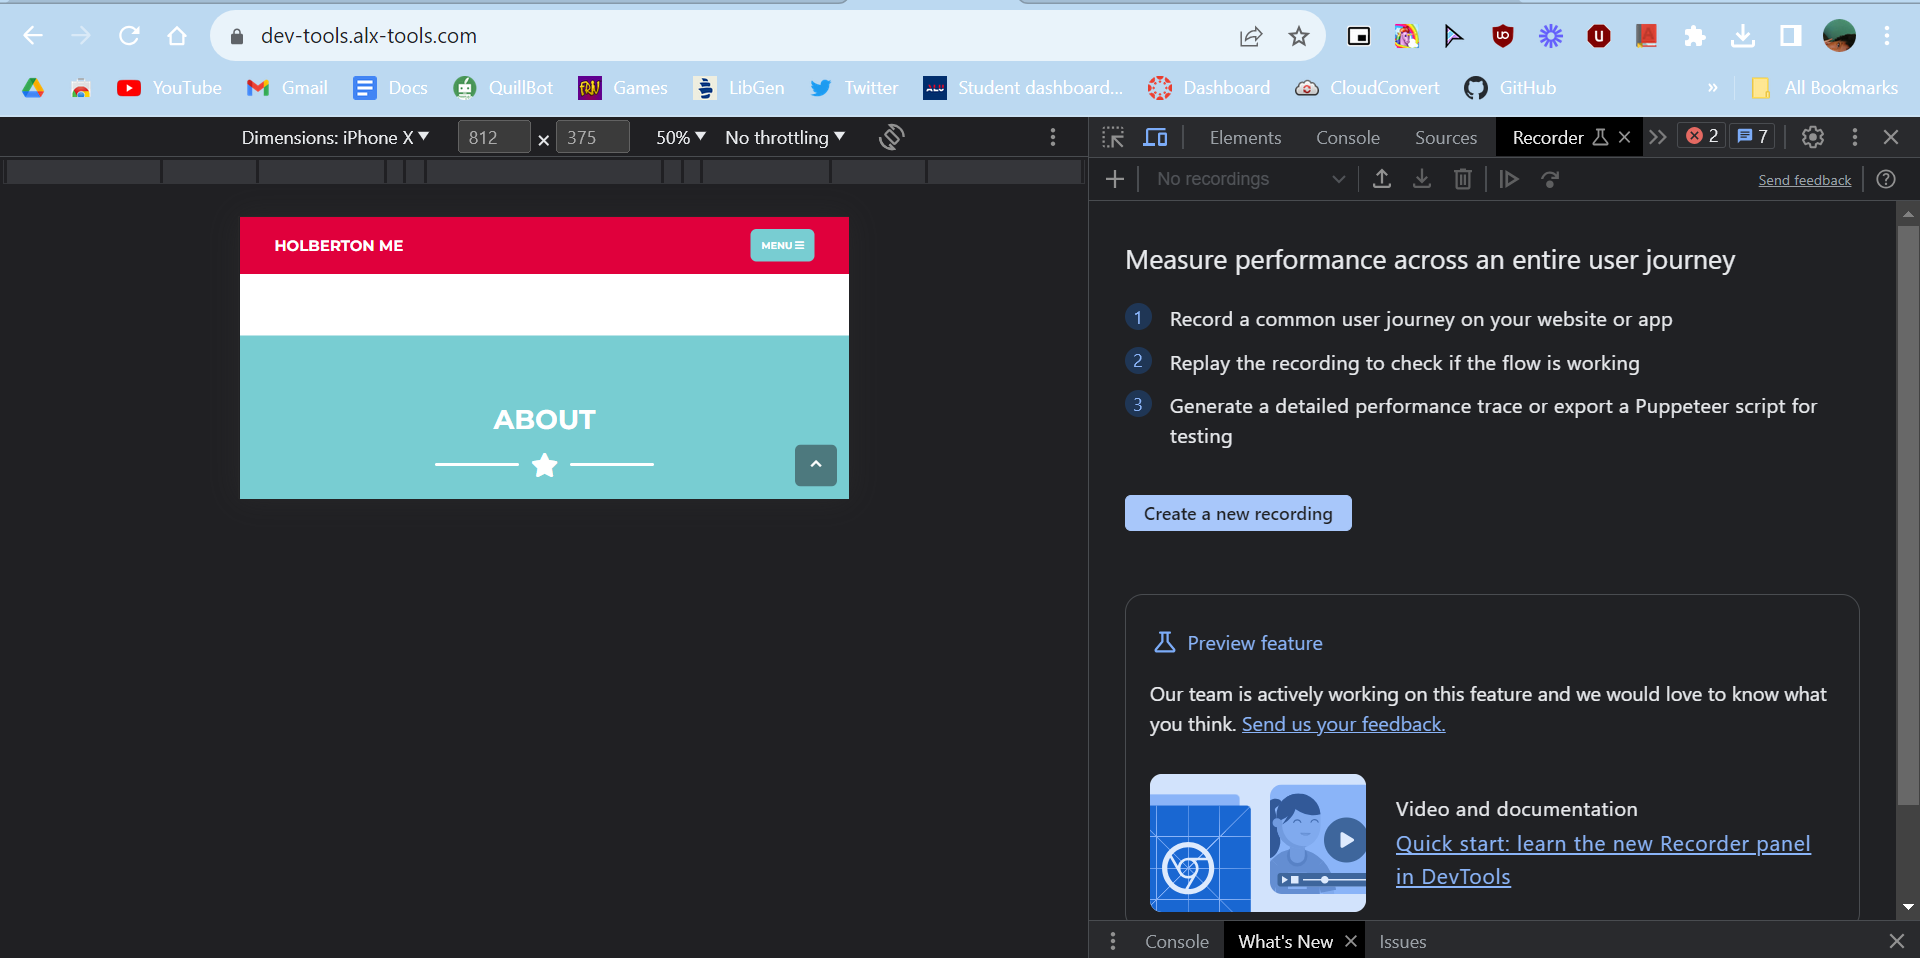 dev-tools.alx-tools.com
YouTube Gmail Docs QuillBot FRIV Games LibGen Twitter ALU Student dashboard... Dashboard CloudConvert GitHub » All Bookmarks
Dimensions: iPhone X 812 × 375 50% No throttling
Elements Console Sources Recorder 2 7
No recordings Send feedback
HOLBERTON ME MENU
ABOUT
Measure performance across an entire user journey
1 Record a common user journey on your website or app
2 Replay the recording to check if the flow is working
3 Generate a detailed performance trace or export a Puppeteer script for
testing
Create a new recording
Preview feature
Our team is actively working on this feature and we would love to know what
you think. Send us your feedback.
Video and documentation
Quick start: learn the new Recorder panel
in DevTools
Console What's New Issues